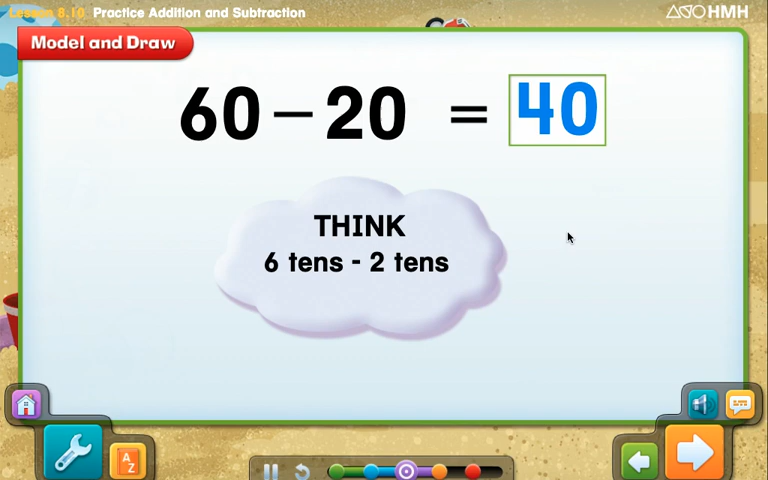 Lesson 8.10 Practice Addition and Subtraction
HMH
Model and Draw
60 − 20 = 40
THINK
6 tens - 2 tens
A
Z